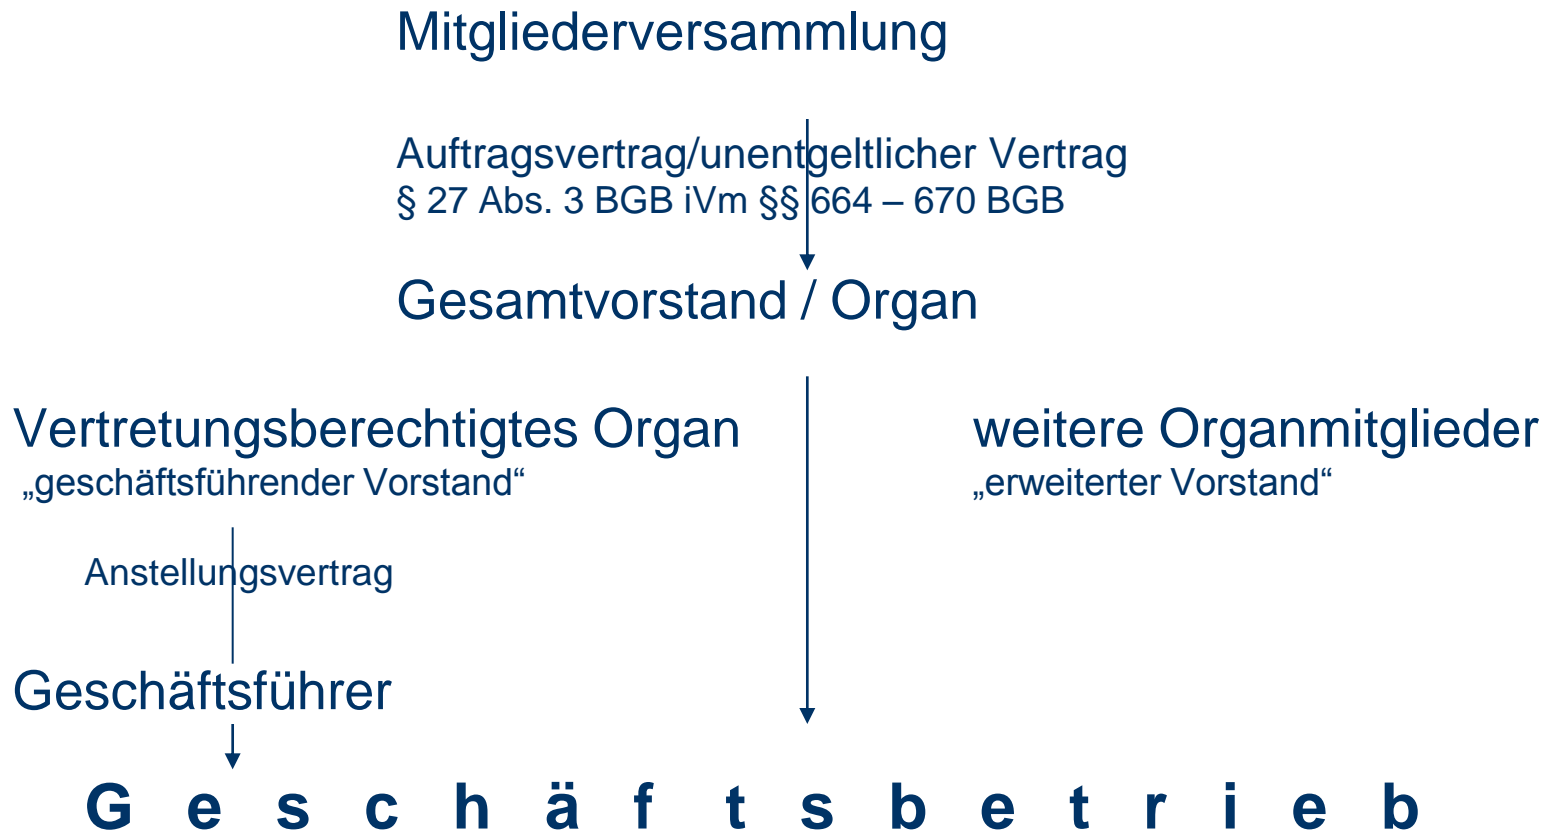 Mitgliederversammlung
Auftragsvertrag/unentgeltlicher Vertrag
§ 27 Abs. 3 BGB iVm §§ 664 – 670 BGB
Gesamtvorstand / Organ
Vertretungsberechtigtes Organ
„geschäftsführender Vorstand“
weitere Organmitglieder
„erweiterter Vorstand“
Anstellungsvertrag
Geschäftsführer
G e s c h ä f t s b e t r i e b